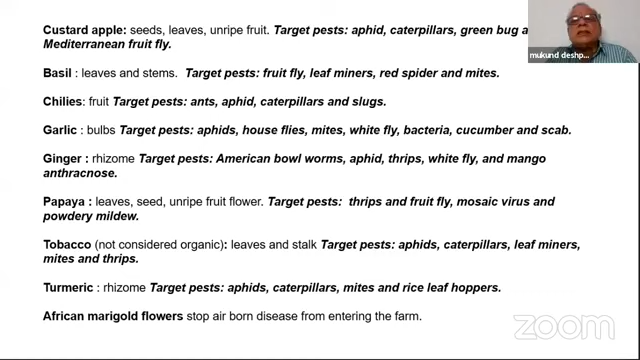 Custard apple: seeds, leaves, unripe fruit. Target pests: aphid, caterpillars, green bug a
Mediterranean fruit fly.
Basil : leaves and stems. Target pests: fruit fly, leaf miners, red spider and mites.
Chilies: fruit Target pests: ants, aphid, caterpillars and slugs.
Garlic : bulbs Target pests: aphids, house flies, mites, white fly, bacteria, cucumber and scab.
Ginger : rhizome Target pests: American bowl worms, aphid, thrips, white fly, and mango
anthracnose.
Papaya : leaves, seed, unripe fruit flower. Target pests: thrips and fruit fly, mosaic virus and
powdery mildew.
Tobacco (not considered organic): leaves and stalk Target pests: aphids, caterpillars, leaf miners,
mites and thrips.
Turmeric : rhizome Target pests: aphids, caterpillars, mites and rice leaf hoppers.
African marigold flowers stop air born disease from entering the farm.
mukund deshp...
zoom